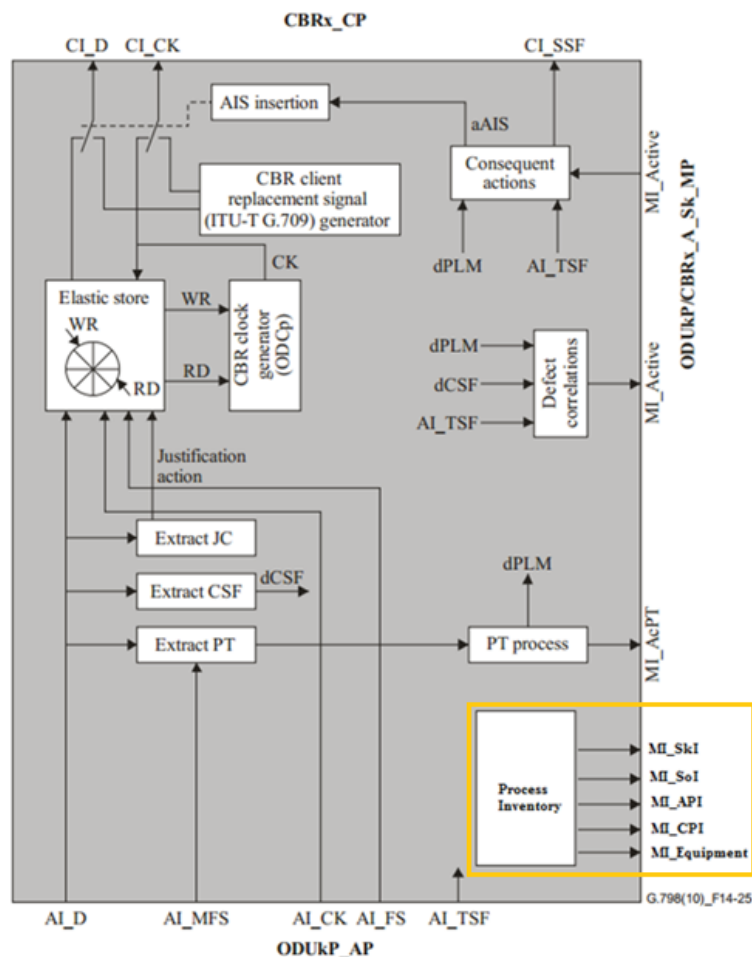 CBRx_CP
CI_D
CI_CK
CI_SSF
AIS insertion
aAIS
Consequent
actions
MI_Active
CBR client
replacement signal
(ITU-T G.709) generator
dPLM
AI_TSF
ODUkP/CBRx_A_Sk_MP
CK
Elastic store
WR
RD
WR
RD
CBR clock
generator
(ODCp)
dPLM
dCSF
AI_TSF
Defect
correlations
MI_Active
Justification
action
Extract JC
Extract CSF
dCSF
dPLM
Extract PT
PT process
MI_AcPT
Process
Inventory
MI_SkI
MI_SoI
MI_API
MI_CPI
MI_Equipment
G.798(10)_F14-25
AI_D
AI_MFS
AI_CK
AI_FS
AI_TSF
ODUkP_AP